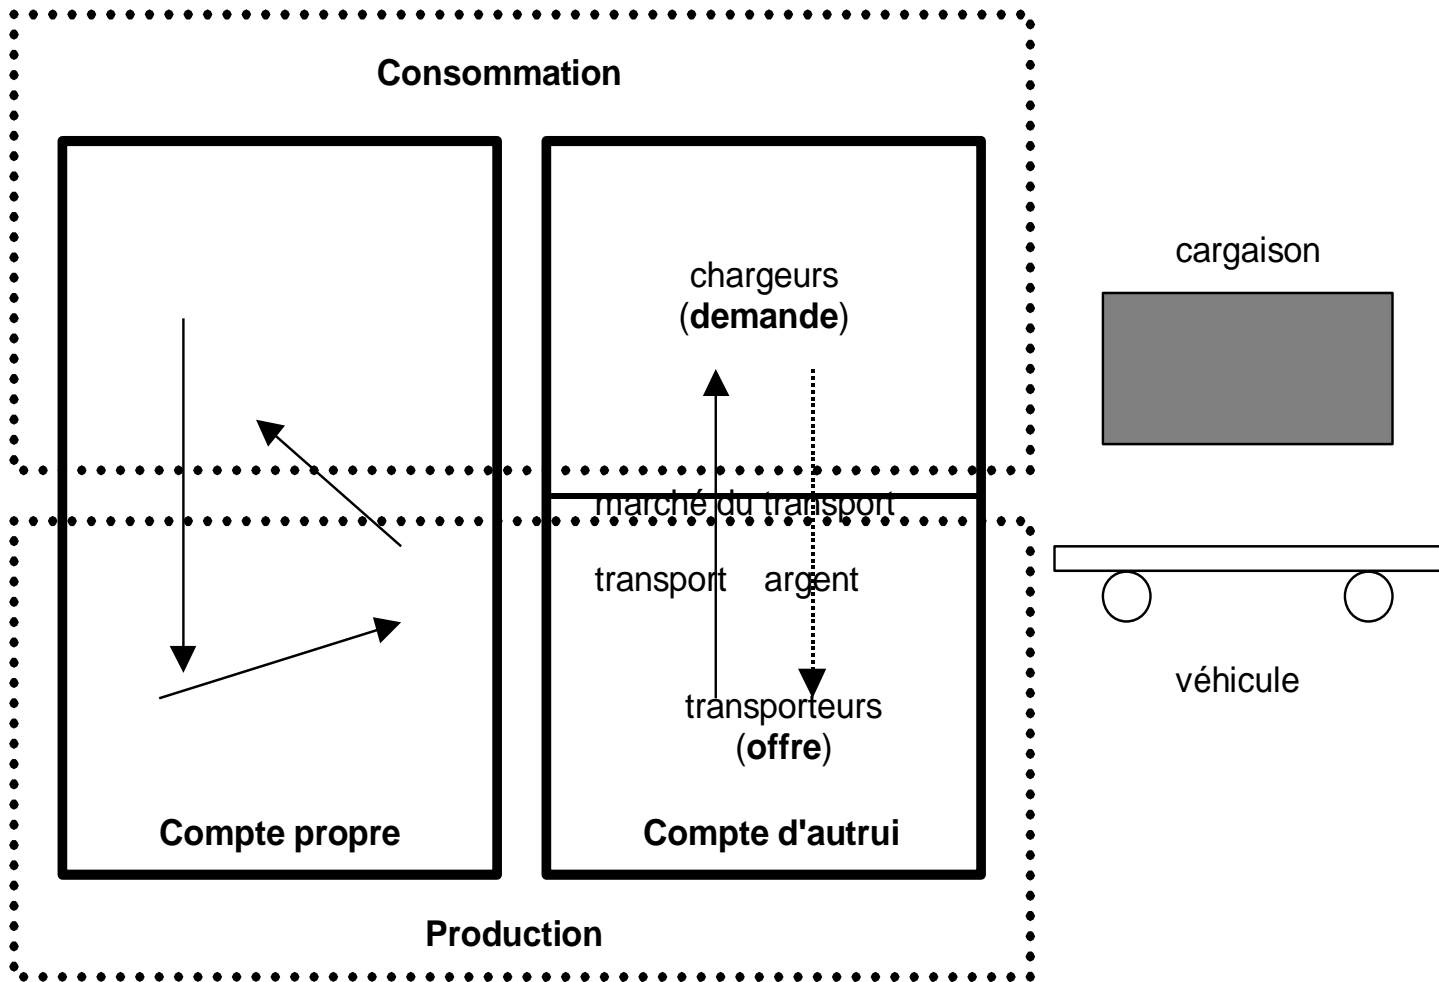 Consommation
cargaison
chargeurs
(demande)
marché du transport
transport argent
véhicule
transporteurs
(offre)
Compte propre
Compte d'autrui
Production